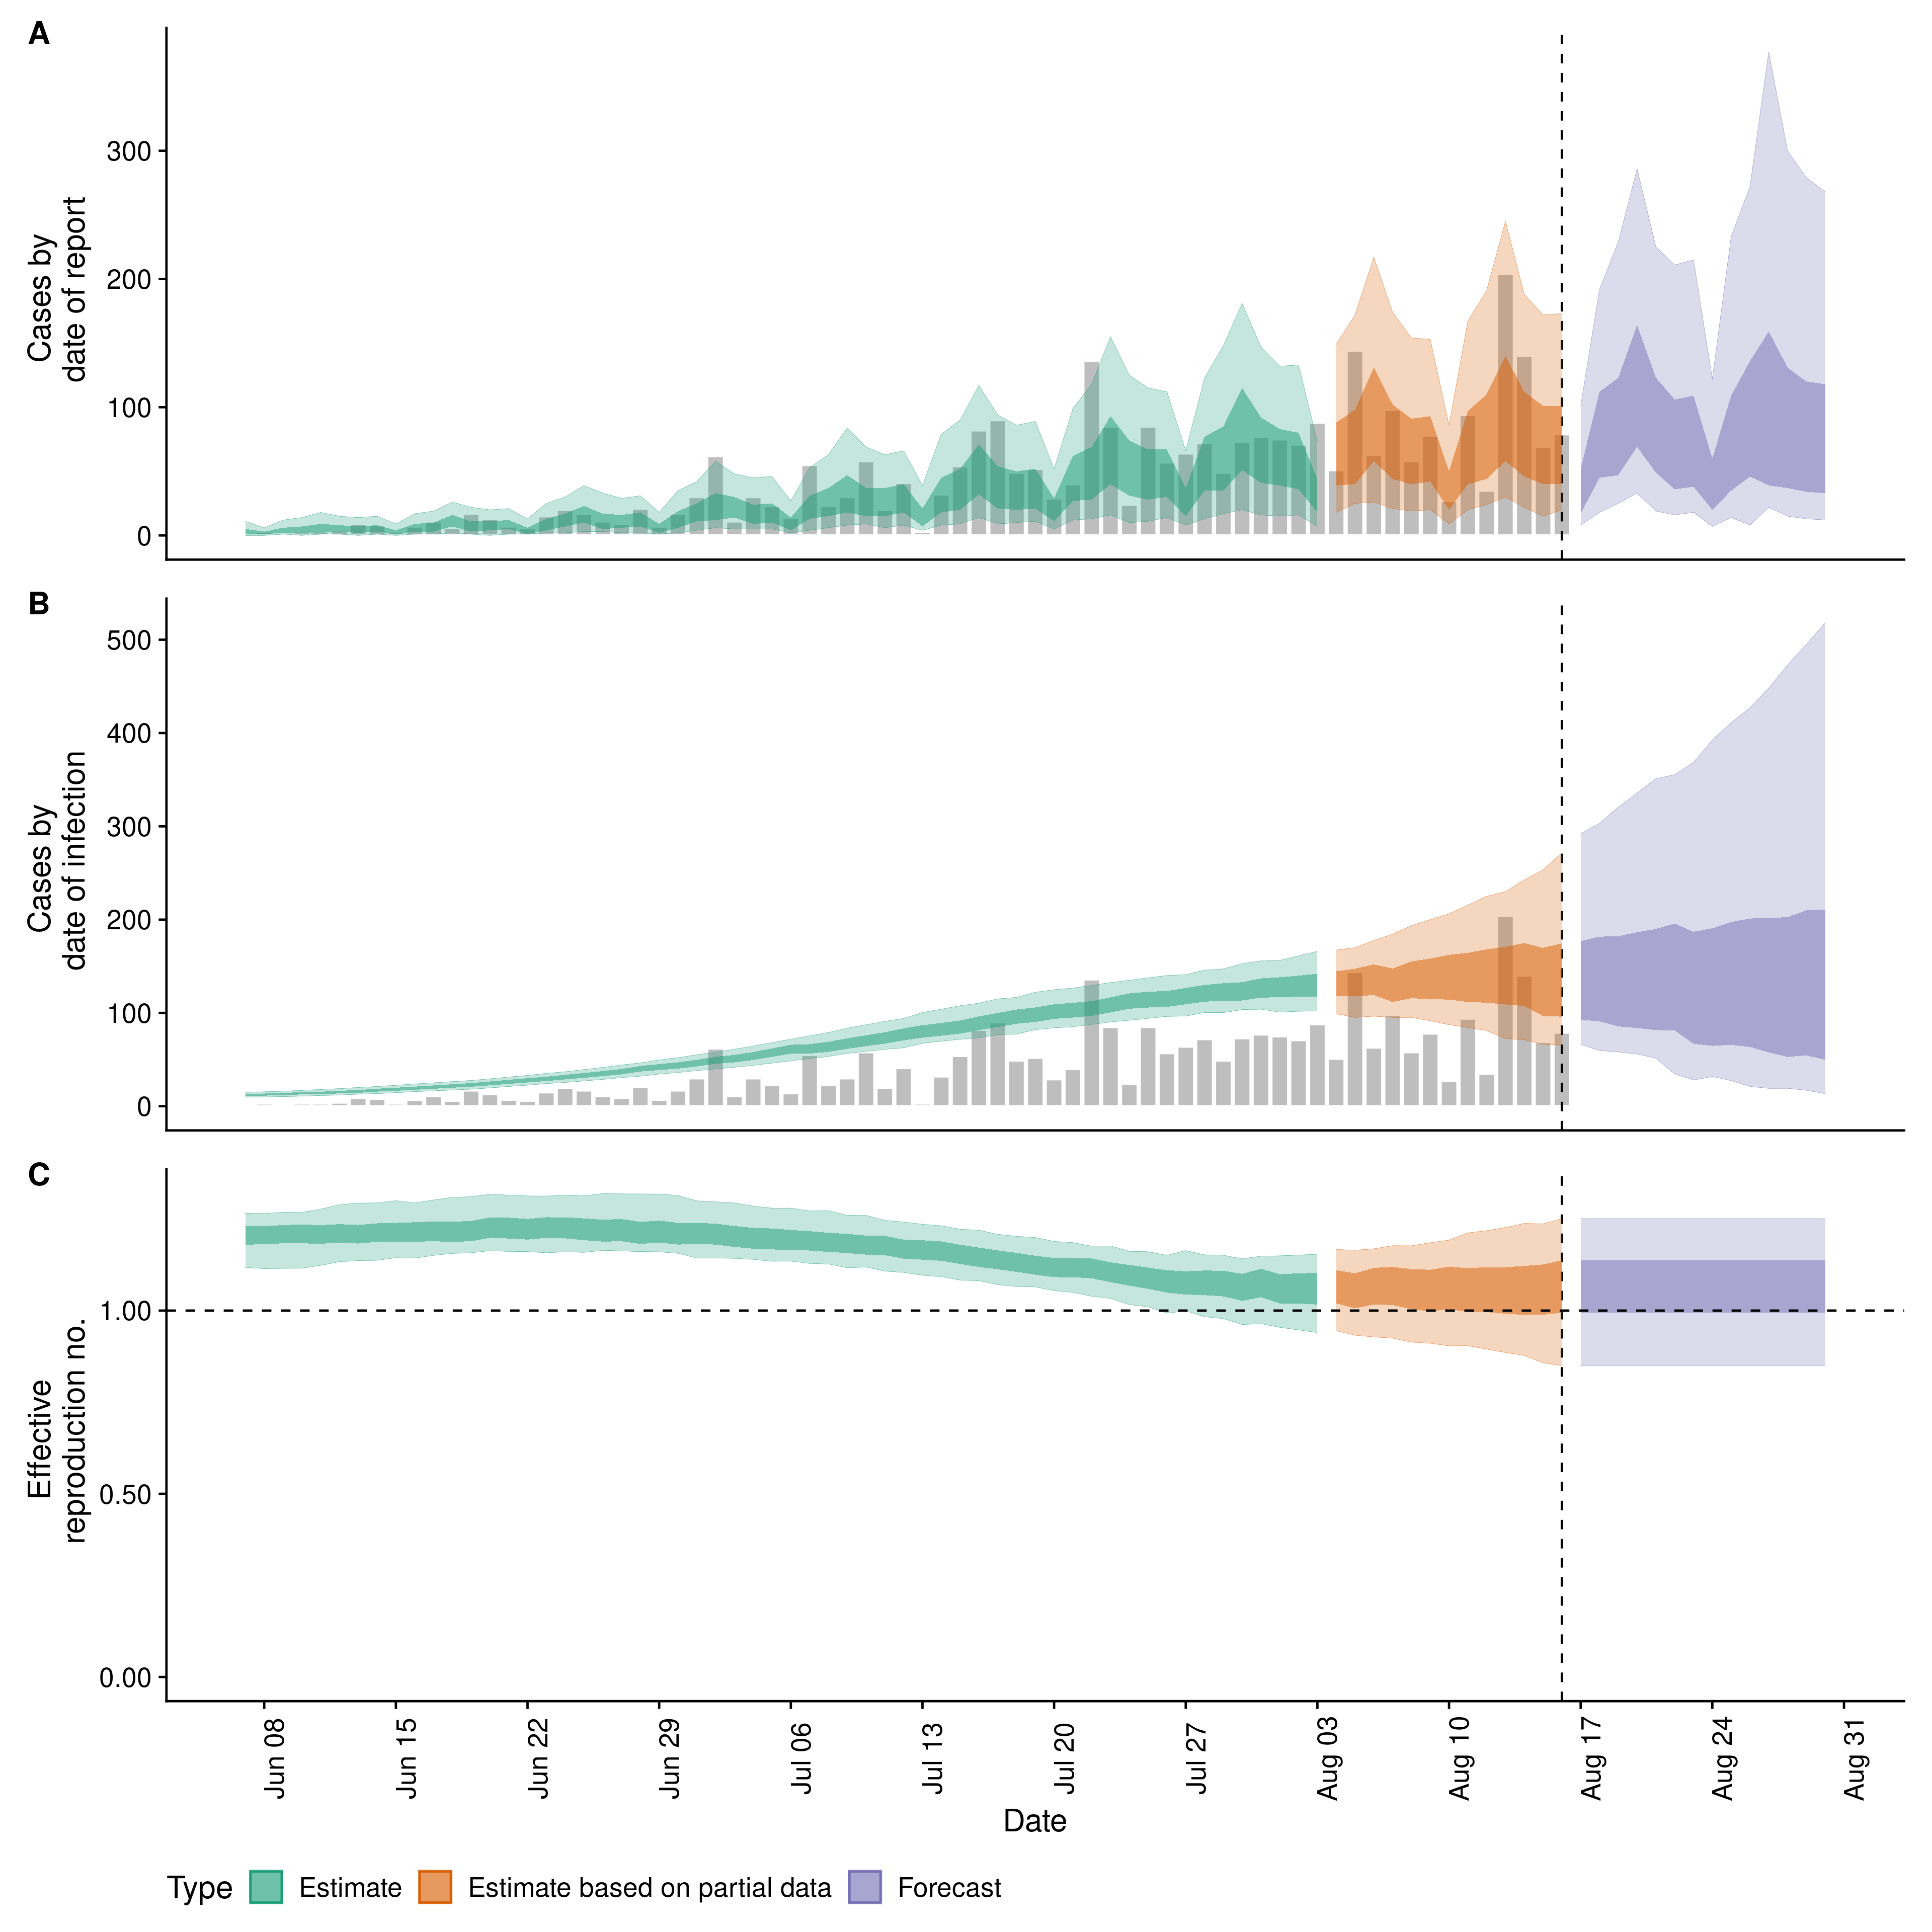 A
Cases by
date of report
300
200
100
0
B
Cases by
date of infection
500
400
300
200
100
0
C
Effective
reproduction no.
1.00
0.50
0.00
Jun 08
Jun 15
Jun 22
Jun 29
Jul 06
Jul 13
Jul 20
Jul 27
Aug 03
Aug 10
Aug 17
Aug 24
Aug 31
Date
Type Estimate Estimate based on partial data Forecast